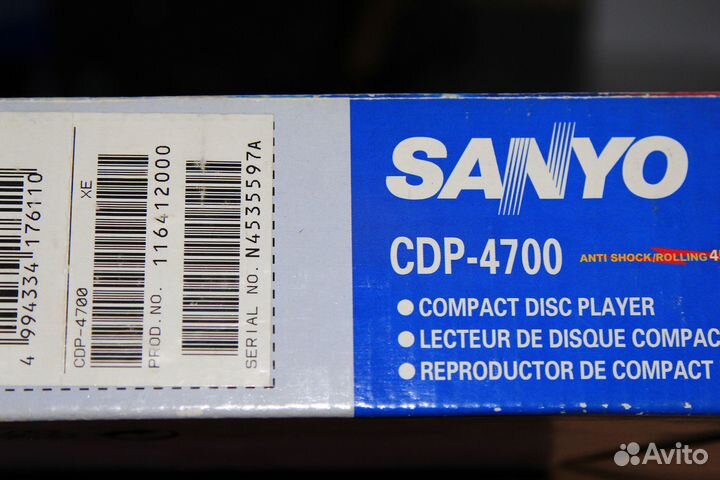 4 994334 176110
CDP-4700
XE
PROD.NO. 116412000
SERIAL NO. N4535597A
SANYO
CDP-4700
ANTI SHOCK/ROLLING
COMPACT DISC PLAYER
LECTEUR DE DISQUE COMPAC
REPRODUCTOR DE COMPACT
Avito